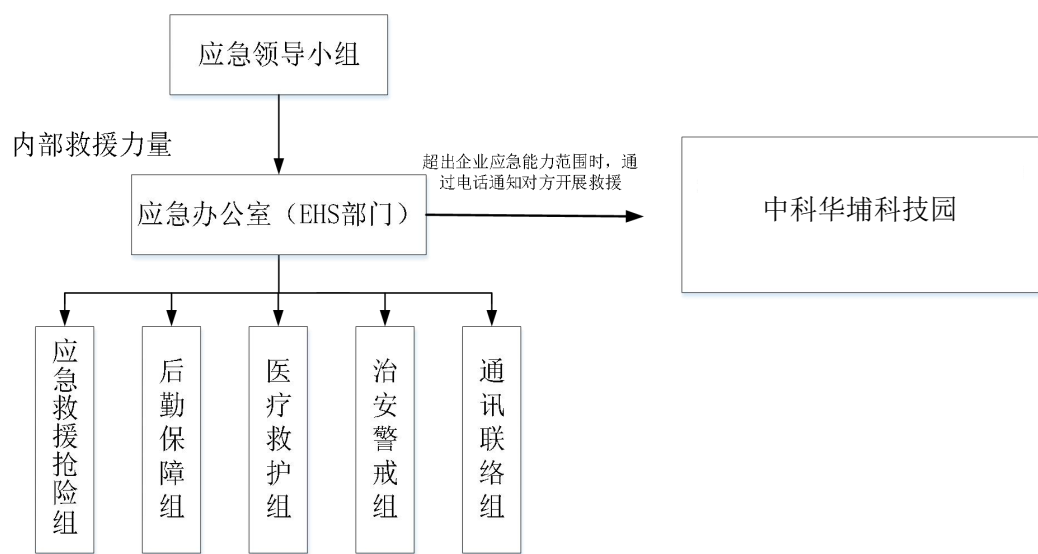 应急领导小组
内部救援力量
超出企业应急能力范围时，通
过电话通知对方开展救援
应急办公室（EHS部门）
中科华埔科技园
应急救援抢险组
后勤保障组
医疗救护组
治安警戒组
通讯联络组